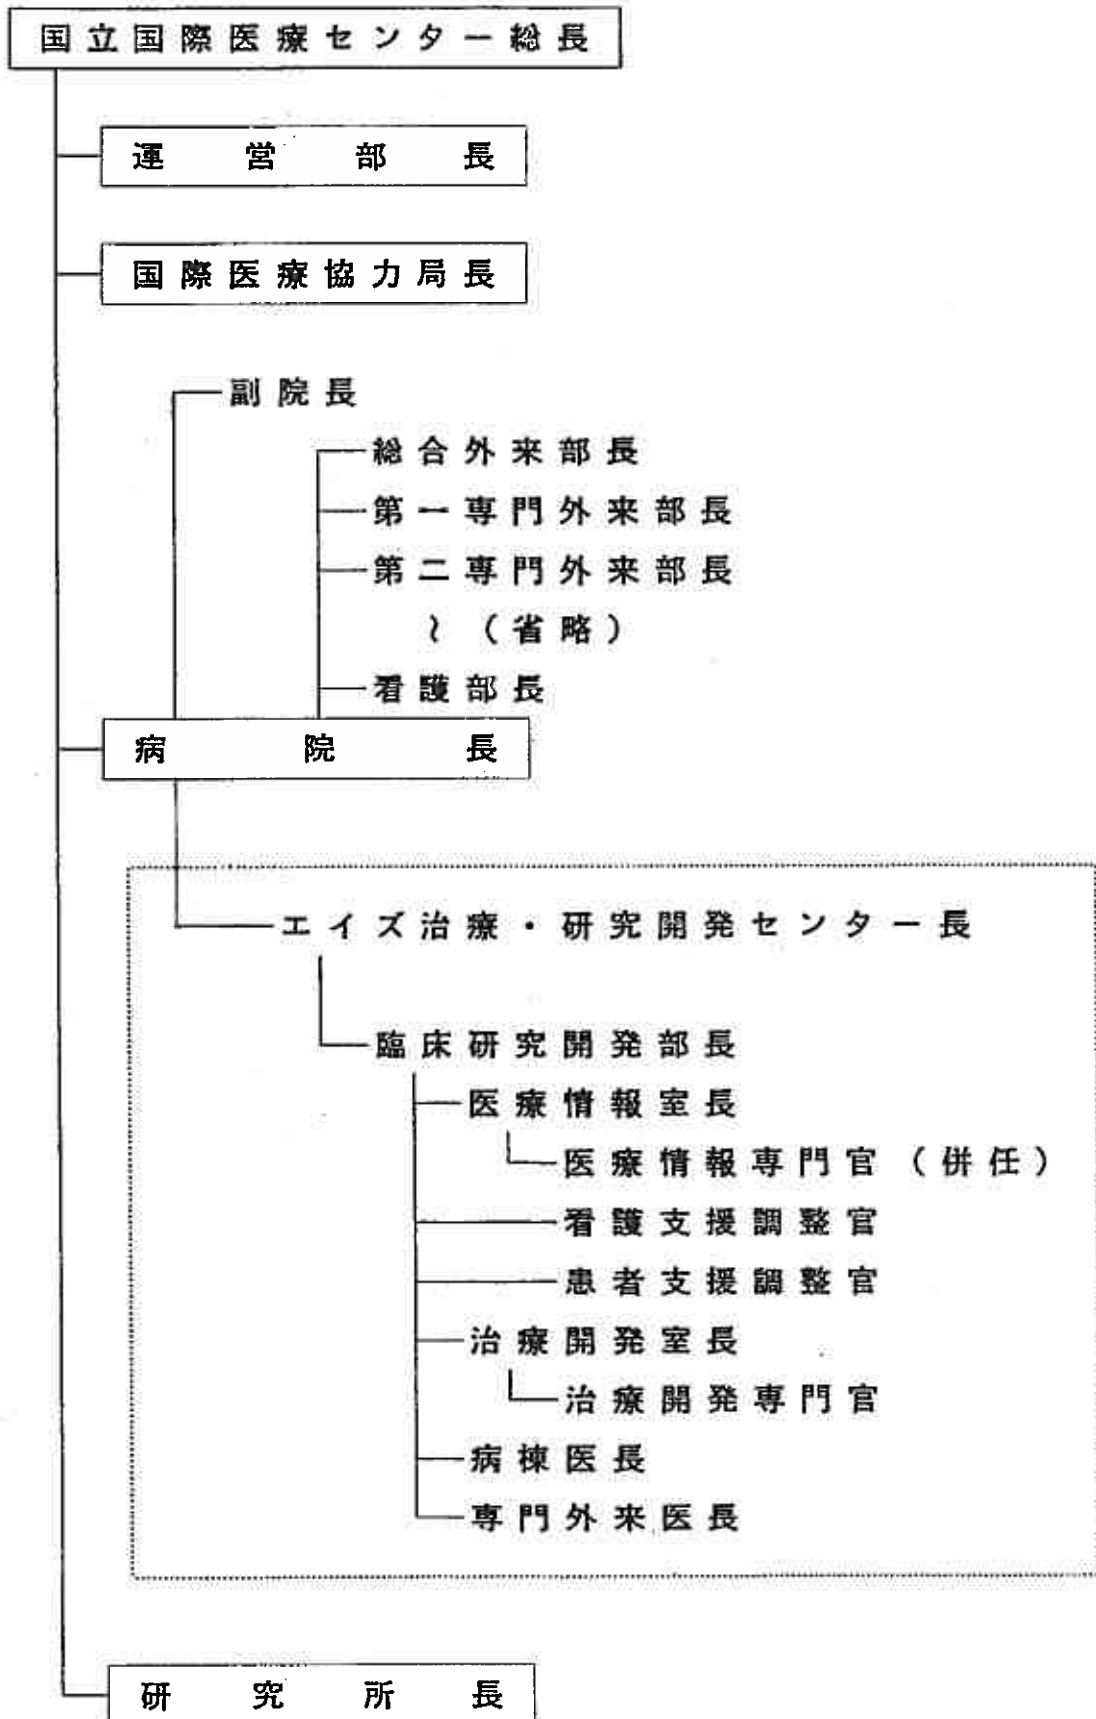 国立国際医療センター総長
運営部長
国際医療協力局長
副院長
総合外来部長
第一専門外来部長
第二専門外来部長
～（省略）
看護部長
病院長
エイズ治療・研究開発センター長
臨床研究開発部長
医療情報室長
医療情報専門官（併任）
看護支援調整官
患者支援調整官
治療開発室長
治療開発専門官
病棟医長
専門外来医長
研究所長